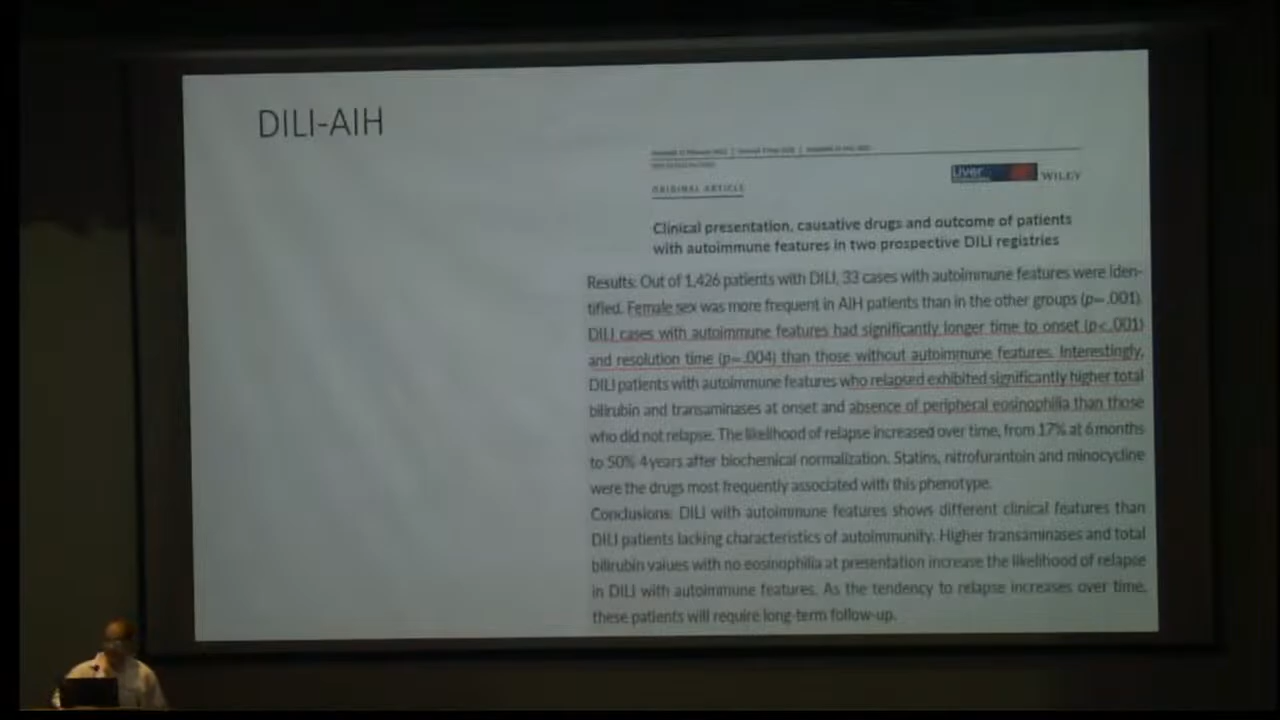 DILI-AIH
ORIGINAL ARTICLE
Liver
WILEY
Clinical presentation, causative drugs and outcome of patients
with autoimmune features in two prospective DILI registries
Results: Out of 1,426 patients with DILI, 33 cases with autoimmune features were iden-
tified. Female sex was more frequent in AIH patients than in the other groups (p= .001).
DILI cases with autoimmune features had significantly longer time to onset (p< .001)
and resolution time (p= .004) than those without autoimmune features. Interestingly,
DILI patients with autoimmune features who relapsed exhibited significantly higher total
bilirubin and transaminases at onset and absence of peripheral eosinophilia than those
who did not relapse. The likelihood of relapse increased over time, from 17% at 6 months
to 50% 4 years after biochemical normalization. Statins, nitrofurantoin and minocycline
were the drugs most frequently associated with this phenotype.
Conclusions: DILI with autoimmune features shows different clinical features than
DILI patients lacking characteristics of autoimmunity. Higher transaminases and total
bilirubin values with no eosinophilia at presentation increase the likelihood of relapse
in DILI with autoimmune features. As the tendency to relapse increases over time,
these patients will require long-term follow-up.